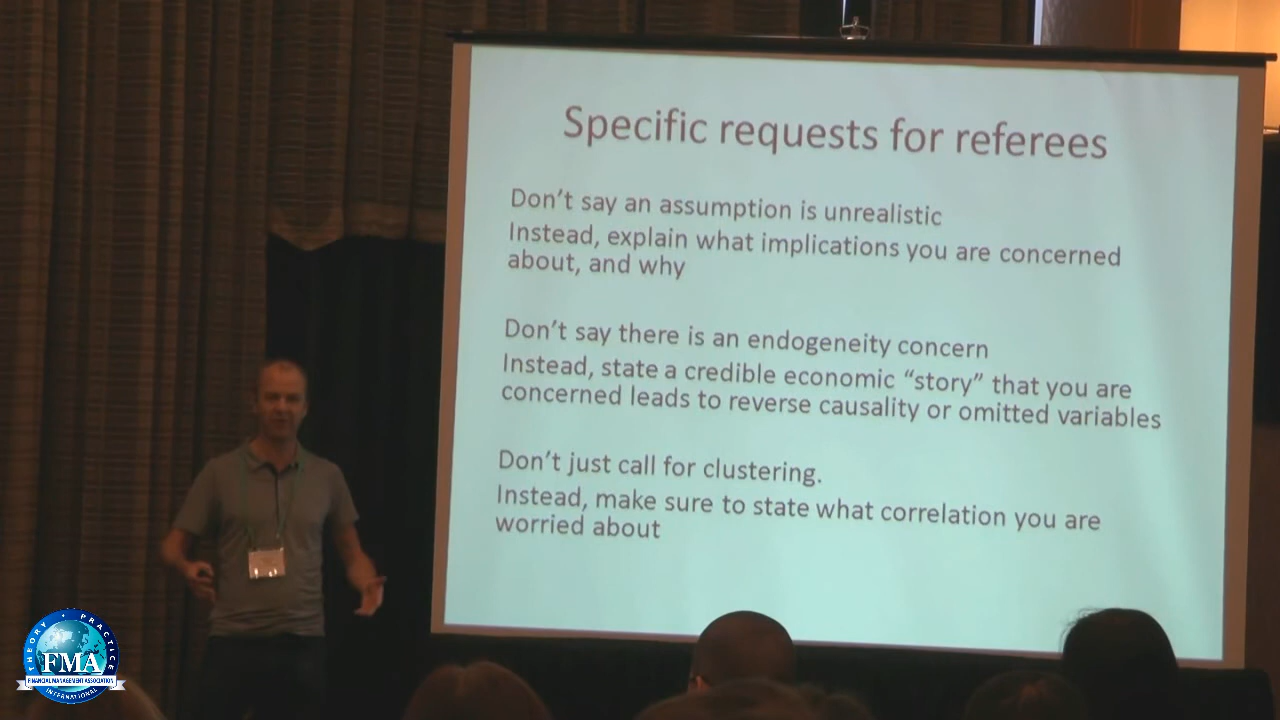 Specific requests for referees
Don't say an assumption is unrealistic
Instead, explain what implications you are concerned
about, and why
Don't say there is an endogeneity concern
Instead, state a credible economic “story” that you are
concerned leads to reverse causality or omitted variables
Don't just call for clustering.
Instead, make sure to state what correlation you are
worried about
THEORY • PRACTICE
FMA
FINANCIAL MANAGEMENT ASSOCIATION
INTERNATIONAL